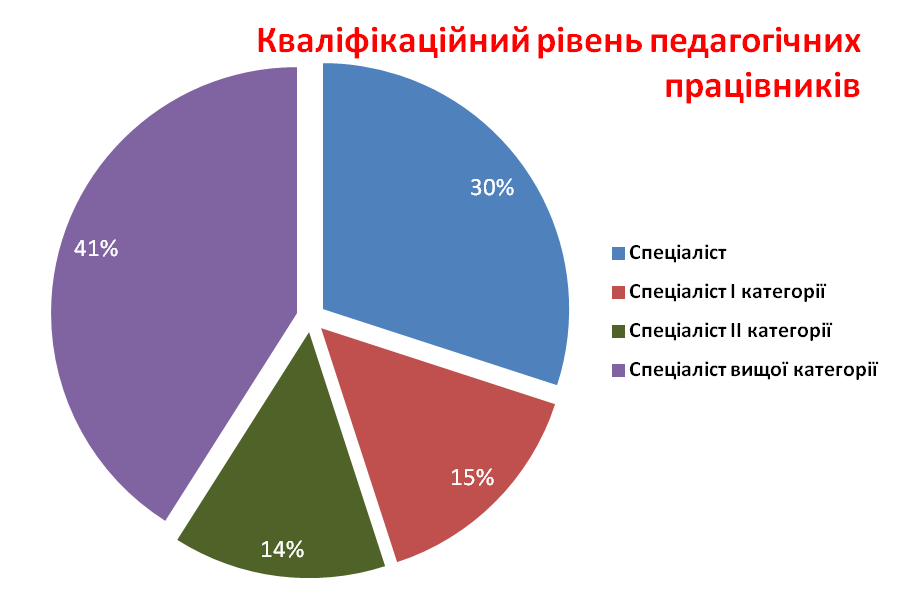 Кваліфікаційний рівень педагогічних
працівників
30%
41%
15%
14%
Спеціаліст
Спеціаліст І категорії
Спеціаліст ІІ категорії
Спеціаліст вищої категорії